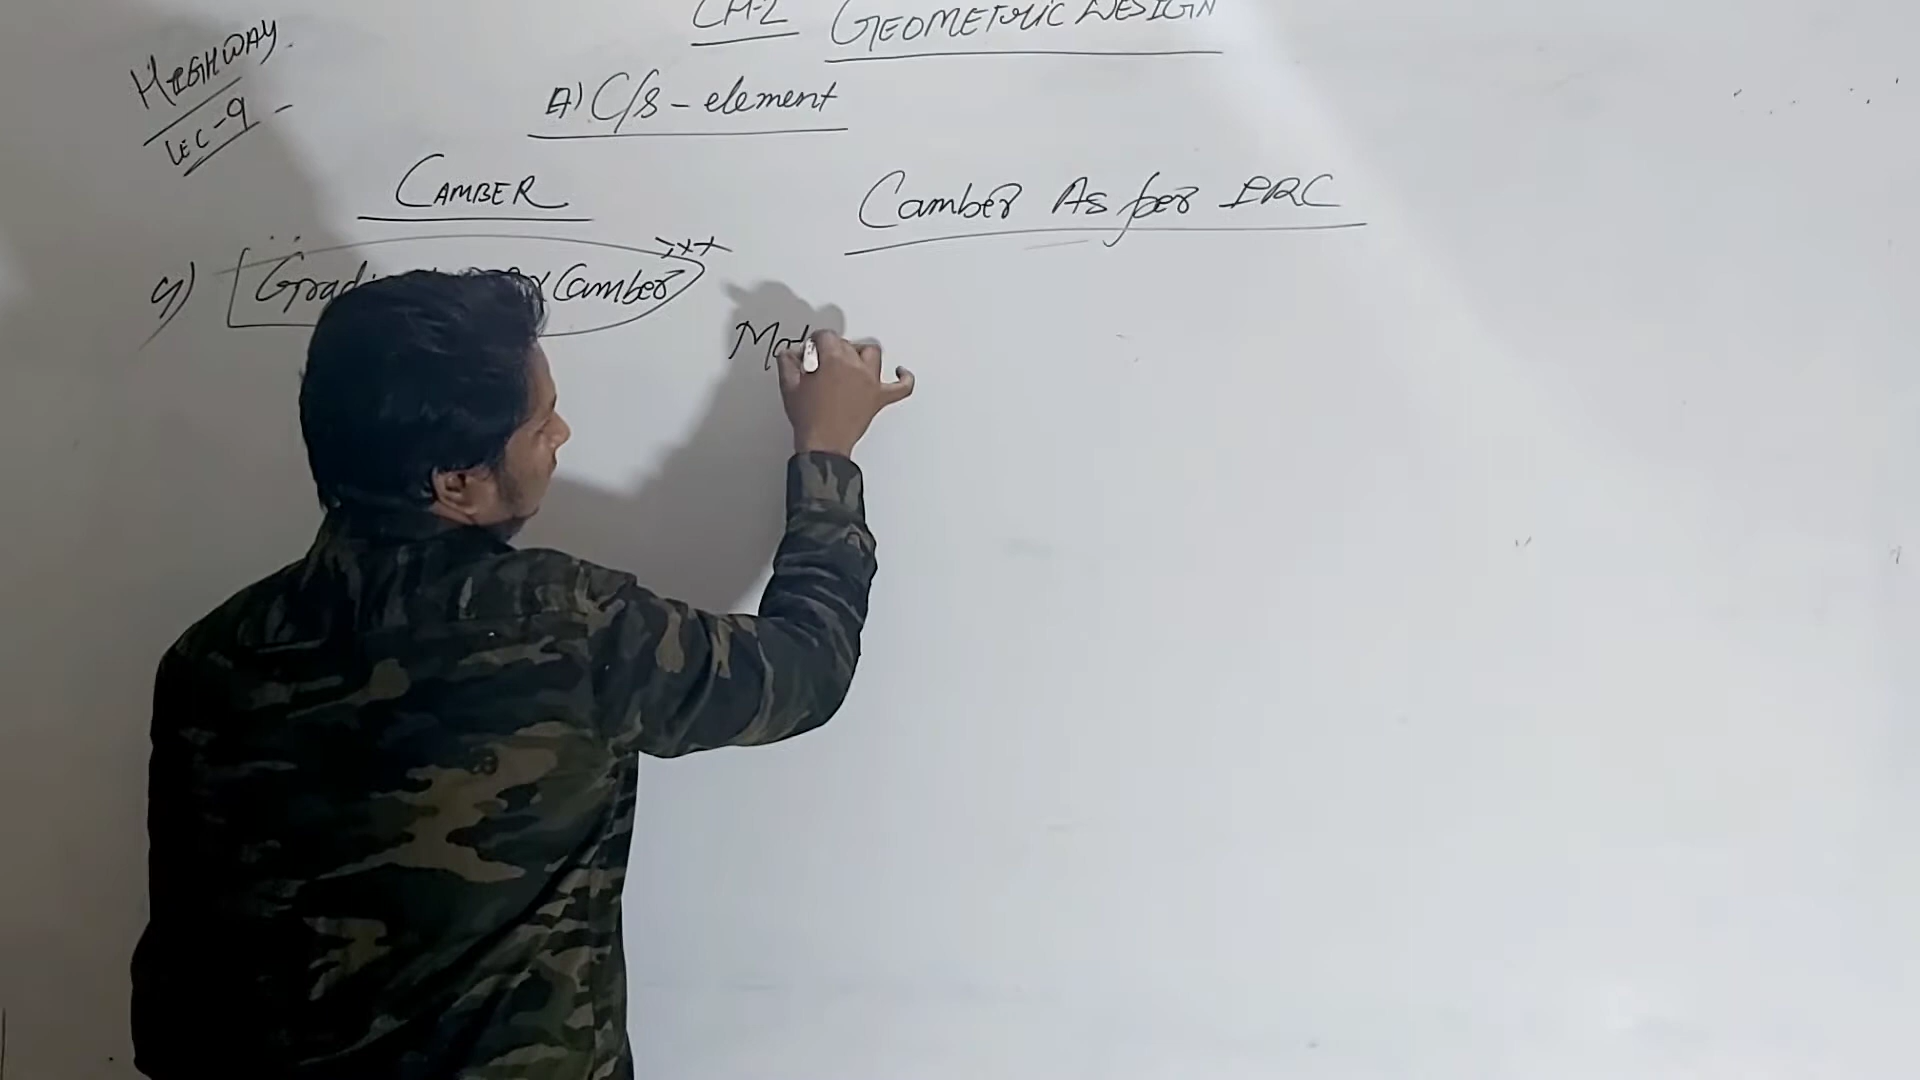 CH-2 GEOMETRIC DESIGN
HIGHWAY
LEC-9
A) C/S - element
CAMBER
Camber As per IRC
Camber